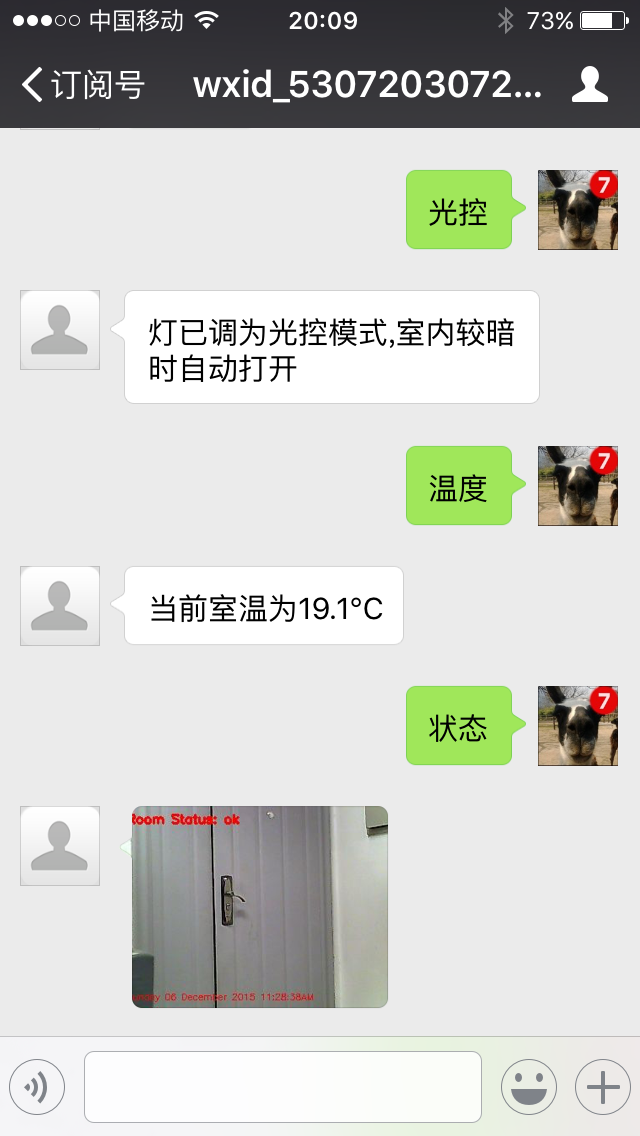 中国移动 20:09 73%
订阅号 wxid_5307203072...
7
光控
灯已调为光控模式,室内较暗
时自动打开
7
温度
当前室温为19.1°C
7
状态
Room Status: ok
06 December 2015 11:28:38AM